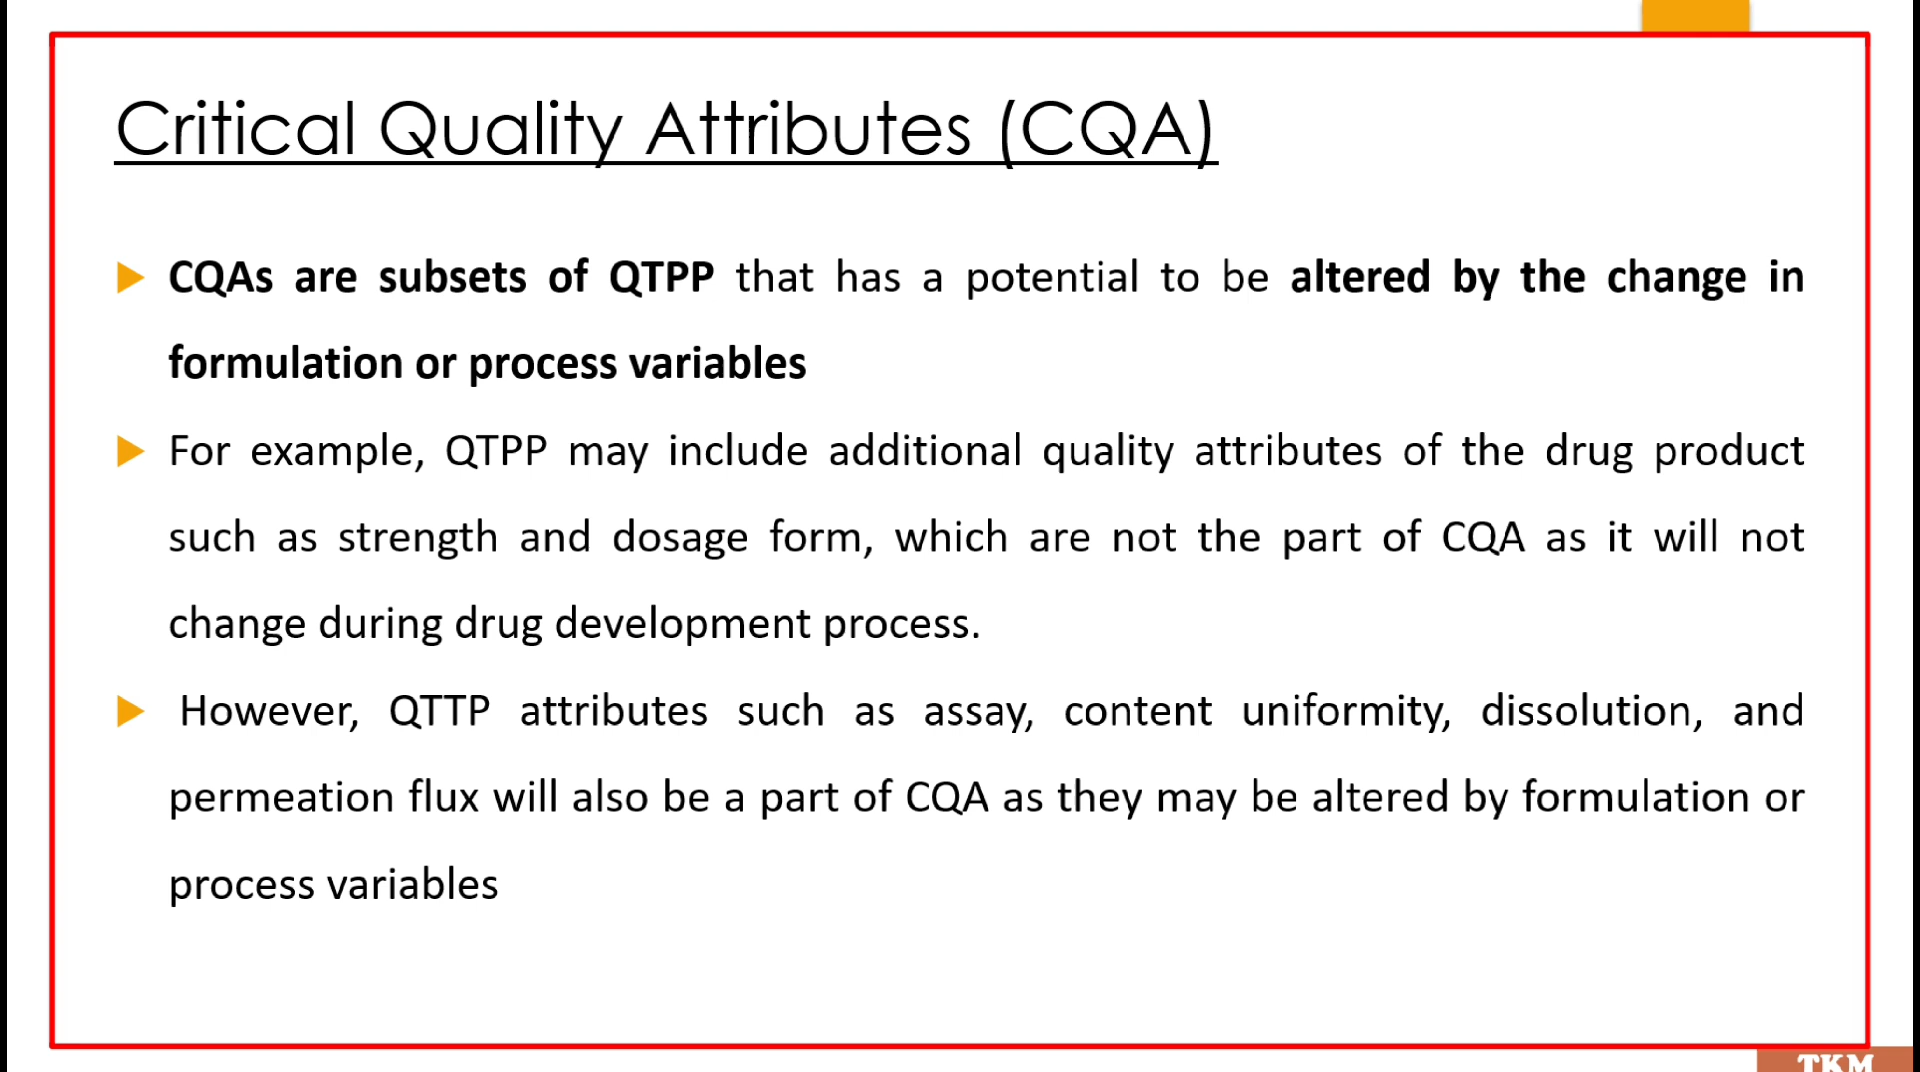 Critical Quality Attributes (CQA)
CQAs are subsets of QTPP that has a potential to be altered by the change in
formulation or process variables
For example, QTPP may include additional quality attributes of the drug product
such as strength and dosage form, which are not the part of CQA as it will not
change during drug development process.
However, QTTP attributes such as assay, content uniformity, dissolution, and
permeation flux will also be a part of CQA as they may be altered by formulation or
process variables
TKM